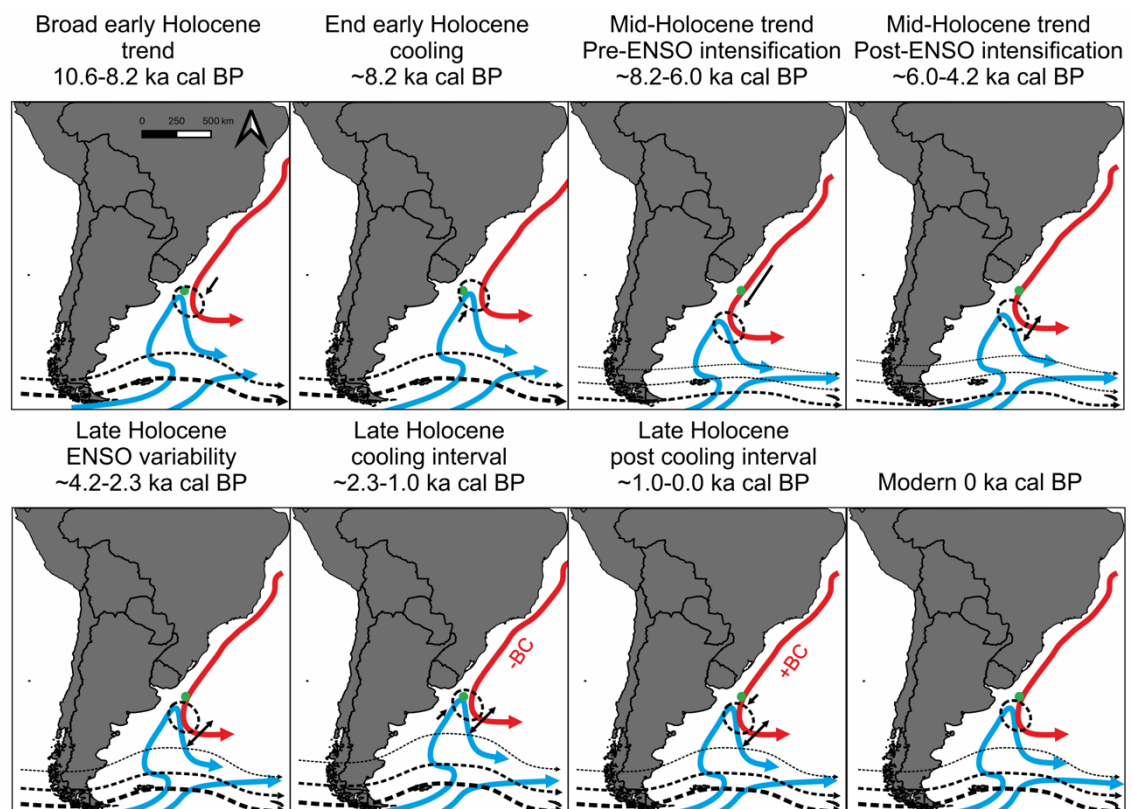 Broad early Holocene
trend
10.6-8.2 ka cal BP
End early Holocene
cooling
~8.2 ka cal BP
Mid-Holocene trend
Pre-ENSO intensification
~8.2-6.0 ka cal BP
Mid-Holocene trend
Post-ENSO intensification
~6.0-4.2 ka cal BP
0 250 500 km
Late Holocene
ENSO variability
~4.2-2.3 ka cal BP
Late Holocene
cooling interval
~2.3-1.0 ka cal BP
Late Holocene
post cooling interval
~1.0-0.0 ka cal BP
Modern 0 ka cal BP
-BC
+BC